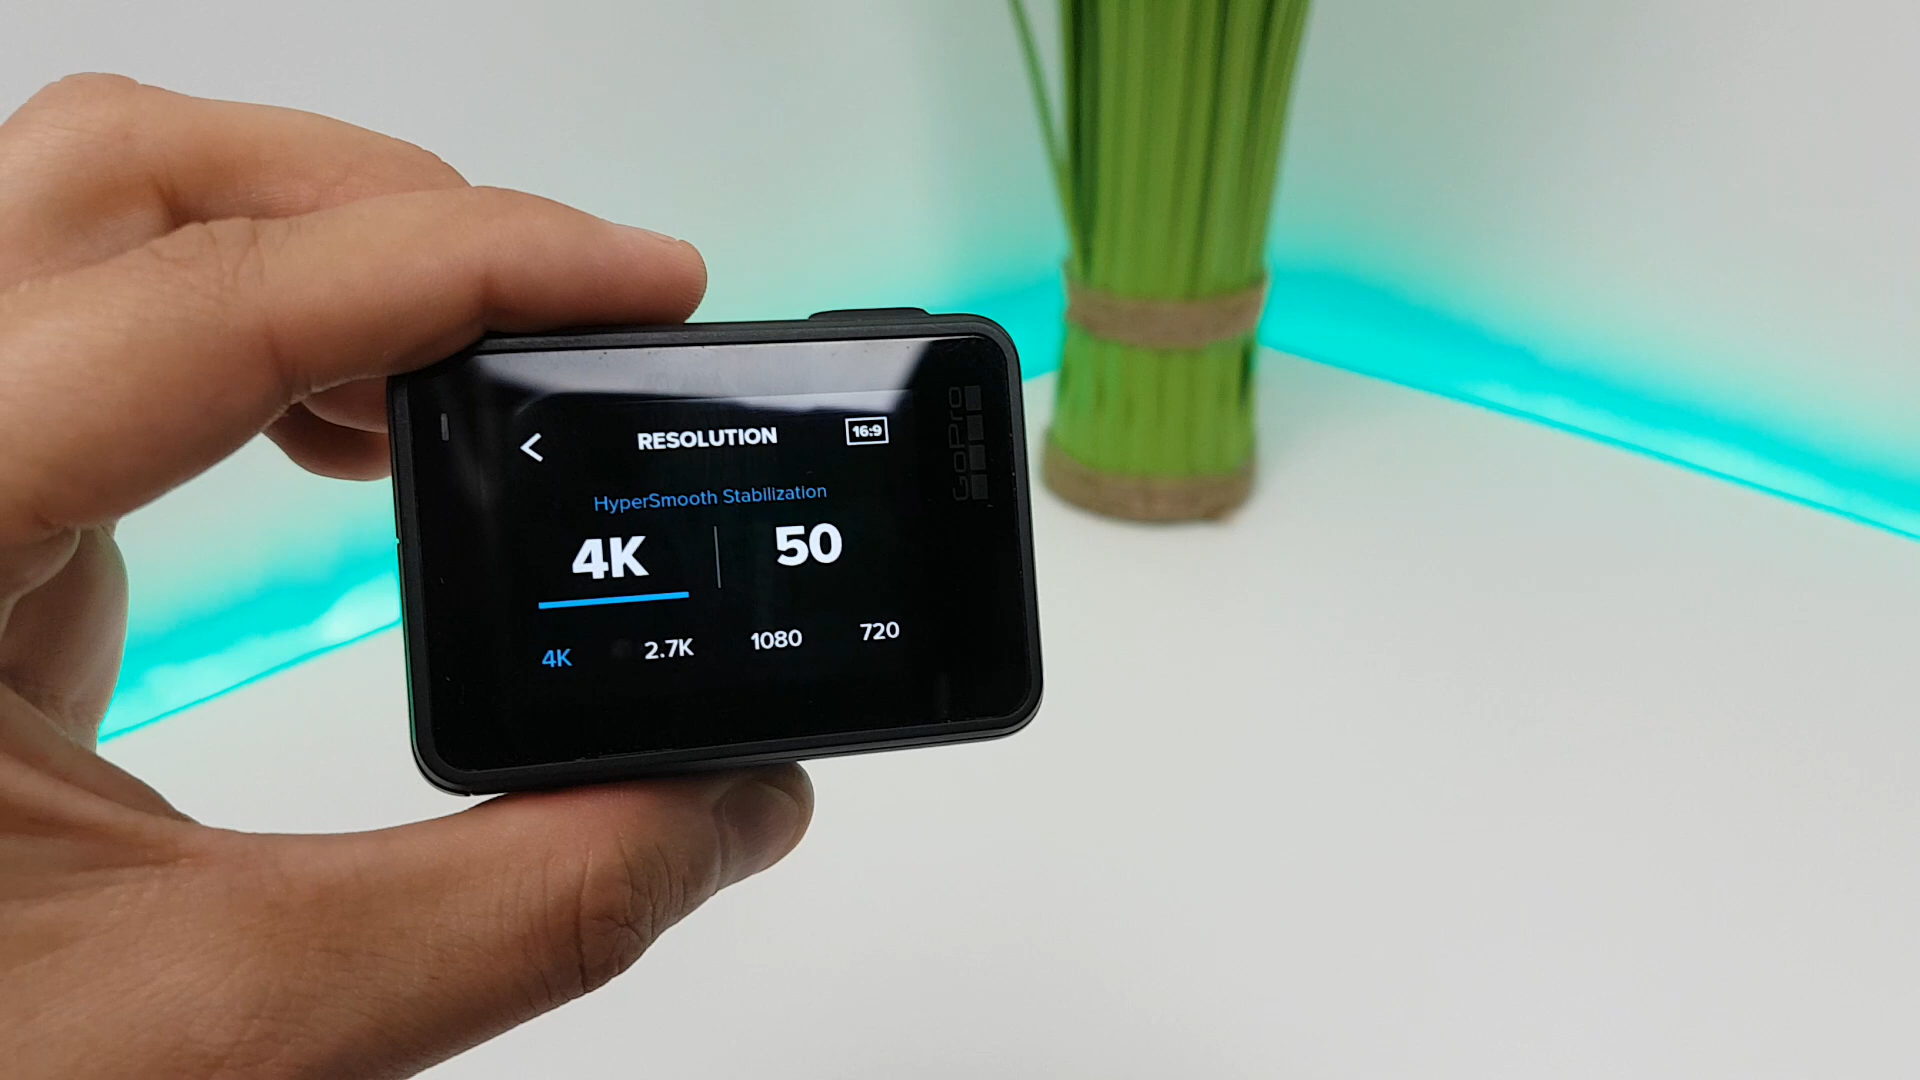 < RESOLUTION 16:9
HyperSmooth Stabilization
4K | 50
4K 2.7K 1080 720
GoPro